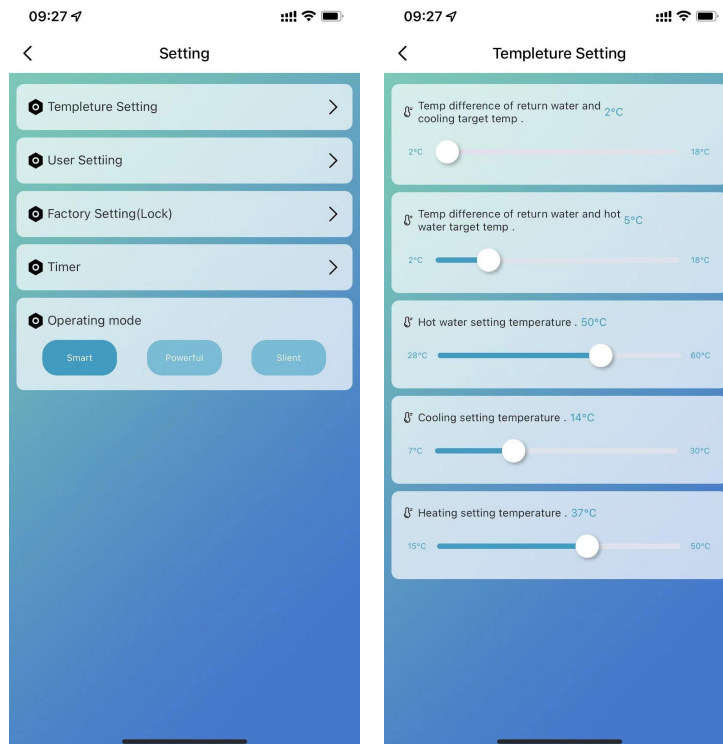 09:27
Setting
Templeture Setting
User Settiing
Factory Setting(Lock)
Timer
Operating mode
Smart
Powerful
Slient
09:27
Templeture Setting
Temp difference of return water and
cooling target temp .
2°C
2°C
18°C
Temp difference of return water and hot
water target temp .
5°C
2°C
18°C
Hot water setting temperature . 50°C
28°C
60°C
Cooling setting temperature . 14°C
7°C
30°C
Heating setting temperature . 37°C
15°C
50°C